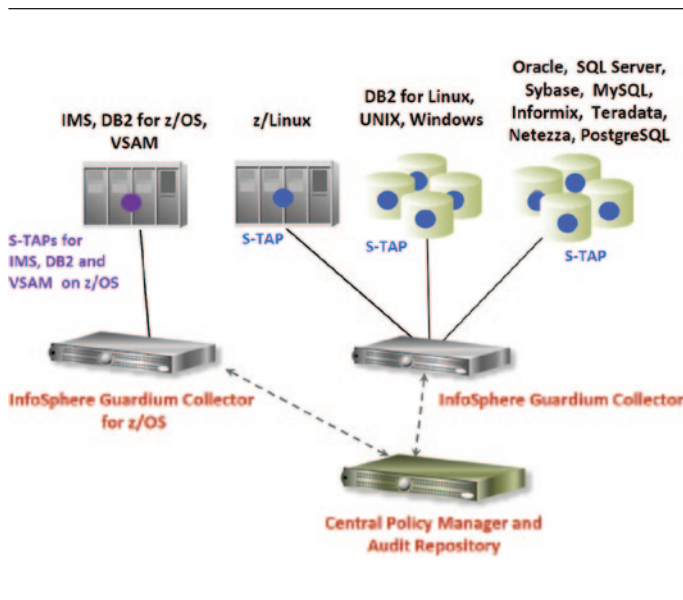 IMS, DB2 for z/OS,
VSAM
z/Linux
DB2 for Linux,
UNIX, Windows
Oracle, SQL Server,
Sybase, MySQL,
Informix, Teradata,
Netezza, PostgreSQL
S-TAPs for
IMS, DB2 and
VSAM on z/OS
S-TAP
S-TAP
S-TAP
InfoSphere Guardium Collector
for z/OS
InfoSphere Guardium Collector
Central Policy Manager and
Audit Repository